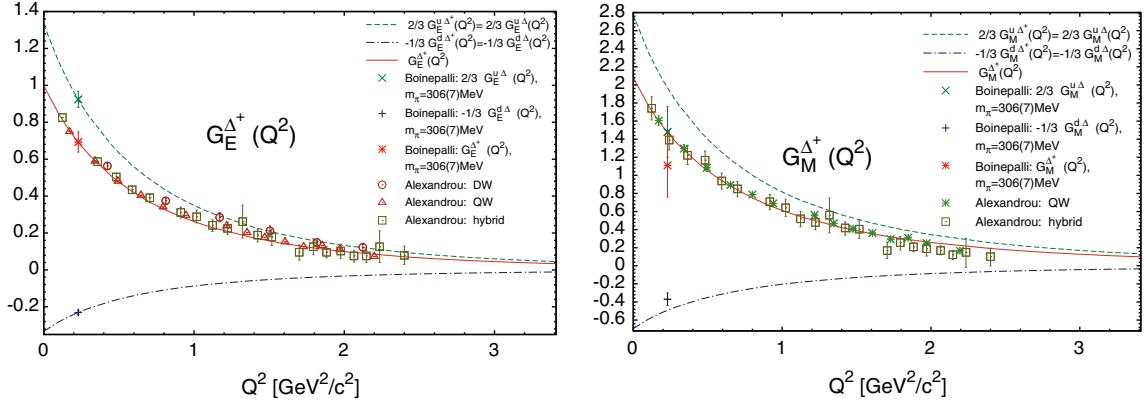 2/3 G_E^{uΔ+}(Q²)= 2/3 G_E^{uΔ}(Q²)
-1/3 G_E^{dΔ+}(Q²)=-1/3 G_E^{dΔ}(Q²)
G_E^{Δ+}(Q²)
Boinepalli: 2/3 G_E^{uΔ} (Q²),
mπ=306(7)MeV
Boinepalli: -1/3 G_E^{dΔ} (Q²),
mπ=306(7)MeV
Boinepalli: G_E^{Δ+} (Q²),
mπ=306(7)MeV
Alexandrou: DW
Alexandrou: QW
Alexandrou: hybrid
G_E^{Δ+}(Q²)
1.4
1.2
1
0.8
0.6
0.4
0.2
0
-0.2
0 1 2 3
Q² [GeV²/c²]
2/3 G_M^{uΔ+}(Q²)= 2/3 G_M^{uΔ}(Q²)
-1/3 G_M^{dΔ+}(Q²)=-1/3 G_M^{dΔ}(Q²)
G_M^{Δ+}(Q²)
Boinepalli: 2/3 G_M^{uΔ} (Q²),
mπ=306(7)MeV
Boinepalli: -1/3 G_M^{dΔ} (Q²),
mπ=306(7)MeV
Boinepalli: G_M^{Δ+} (Q²),
mπ=306(7)MeV
Alexandrou: QW
Alexandrou: hybrid
G_M^{Δ+}(Q²)
2.8
2.6
2.4
2.2
2.0
1.8
1.6
1.4
1.2
1
0.8
0.6
0.4
0.2
0
-0.2
-0.4
-0.6
0 1 2 3
Q² [GeV²/c²]